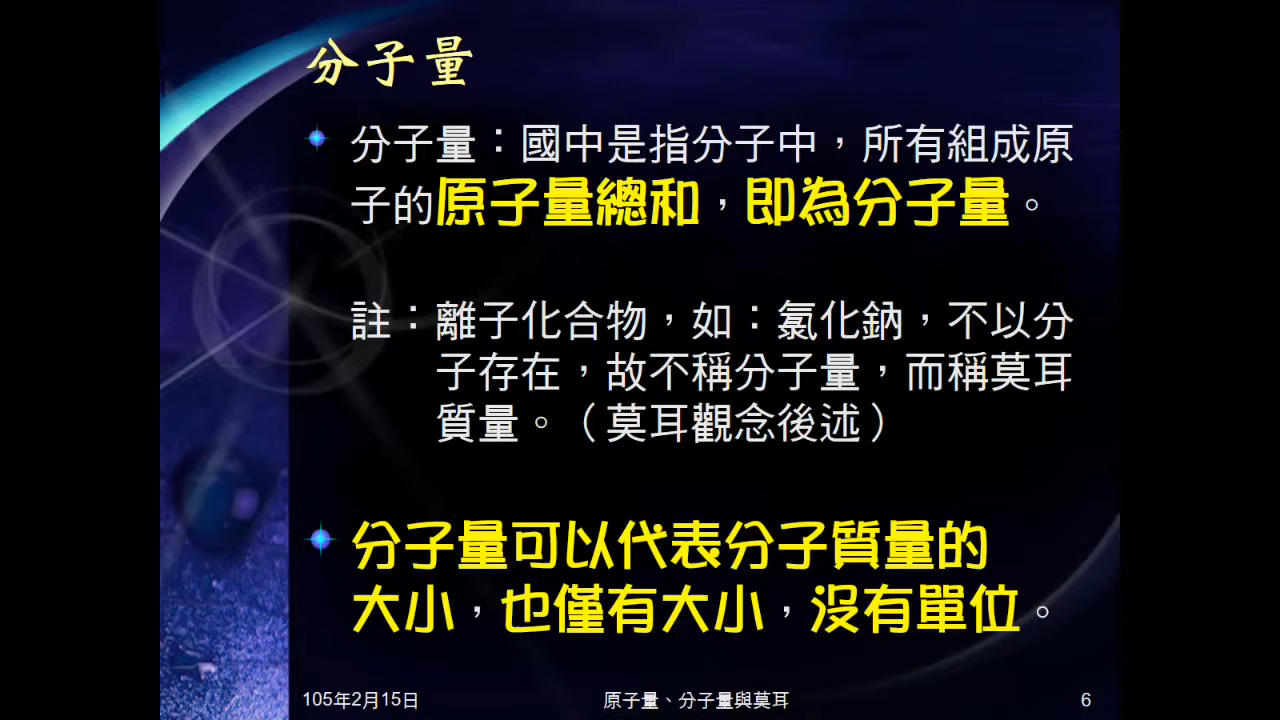 分子量
分子量：國中是指分子中，所有組成原
子的原子量總和，即為分子量。
註：離子化合物，如：氯化鈉，不以分
子存在，故不稱分子量，而稱莫耳
質量。（莫耳觀念後述）
分子量可以代表分子質量的
大小，也僅有大小，沒有單位。
105年2月15日
原子量、分子量與莫耳
6